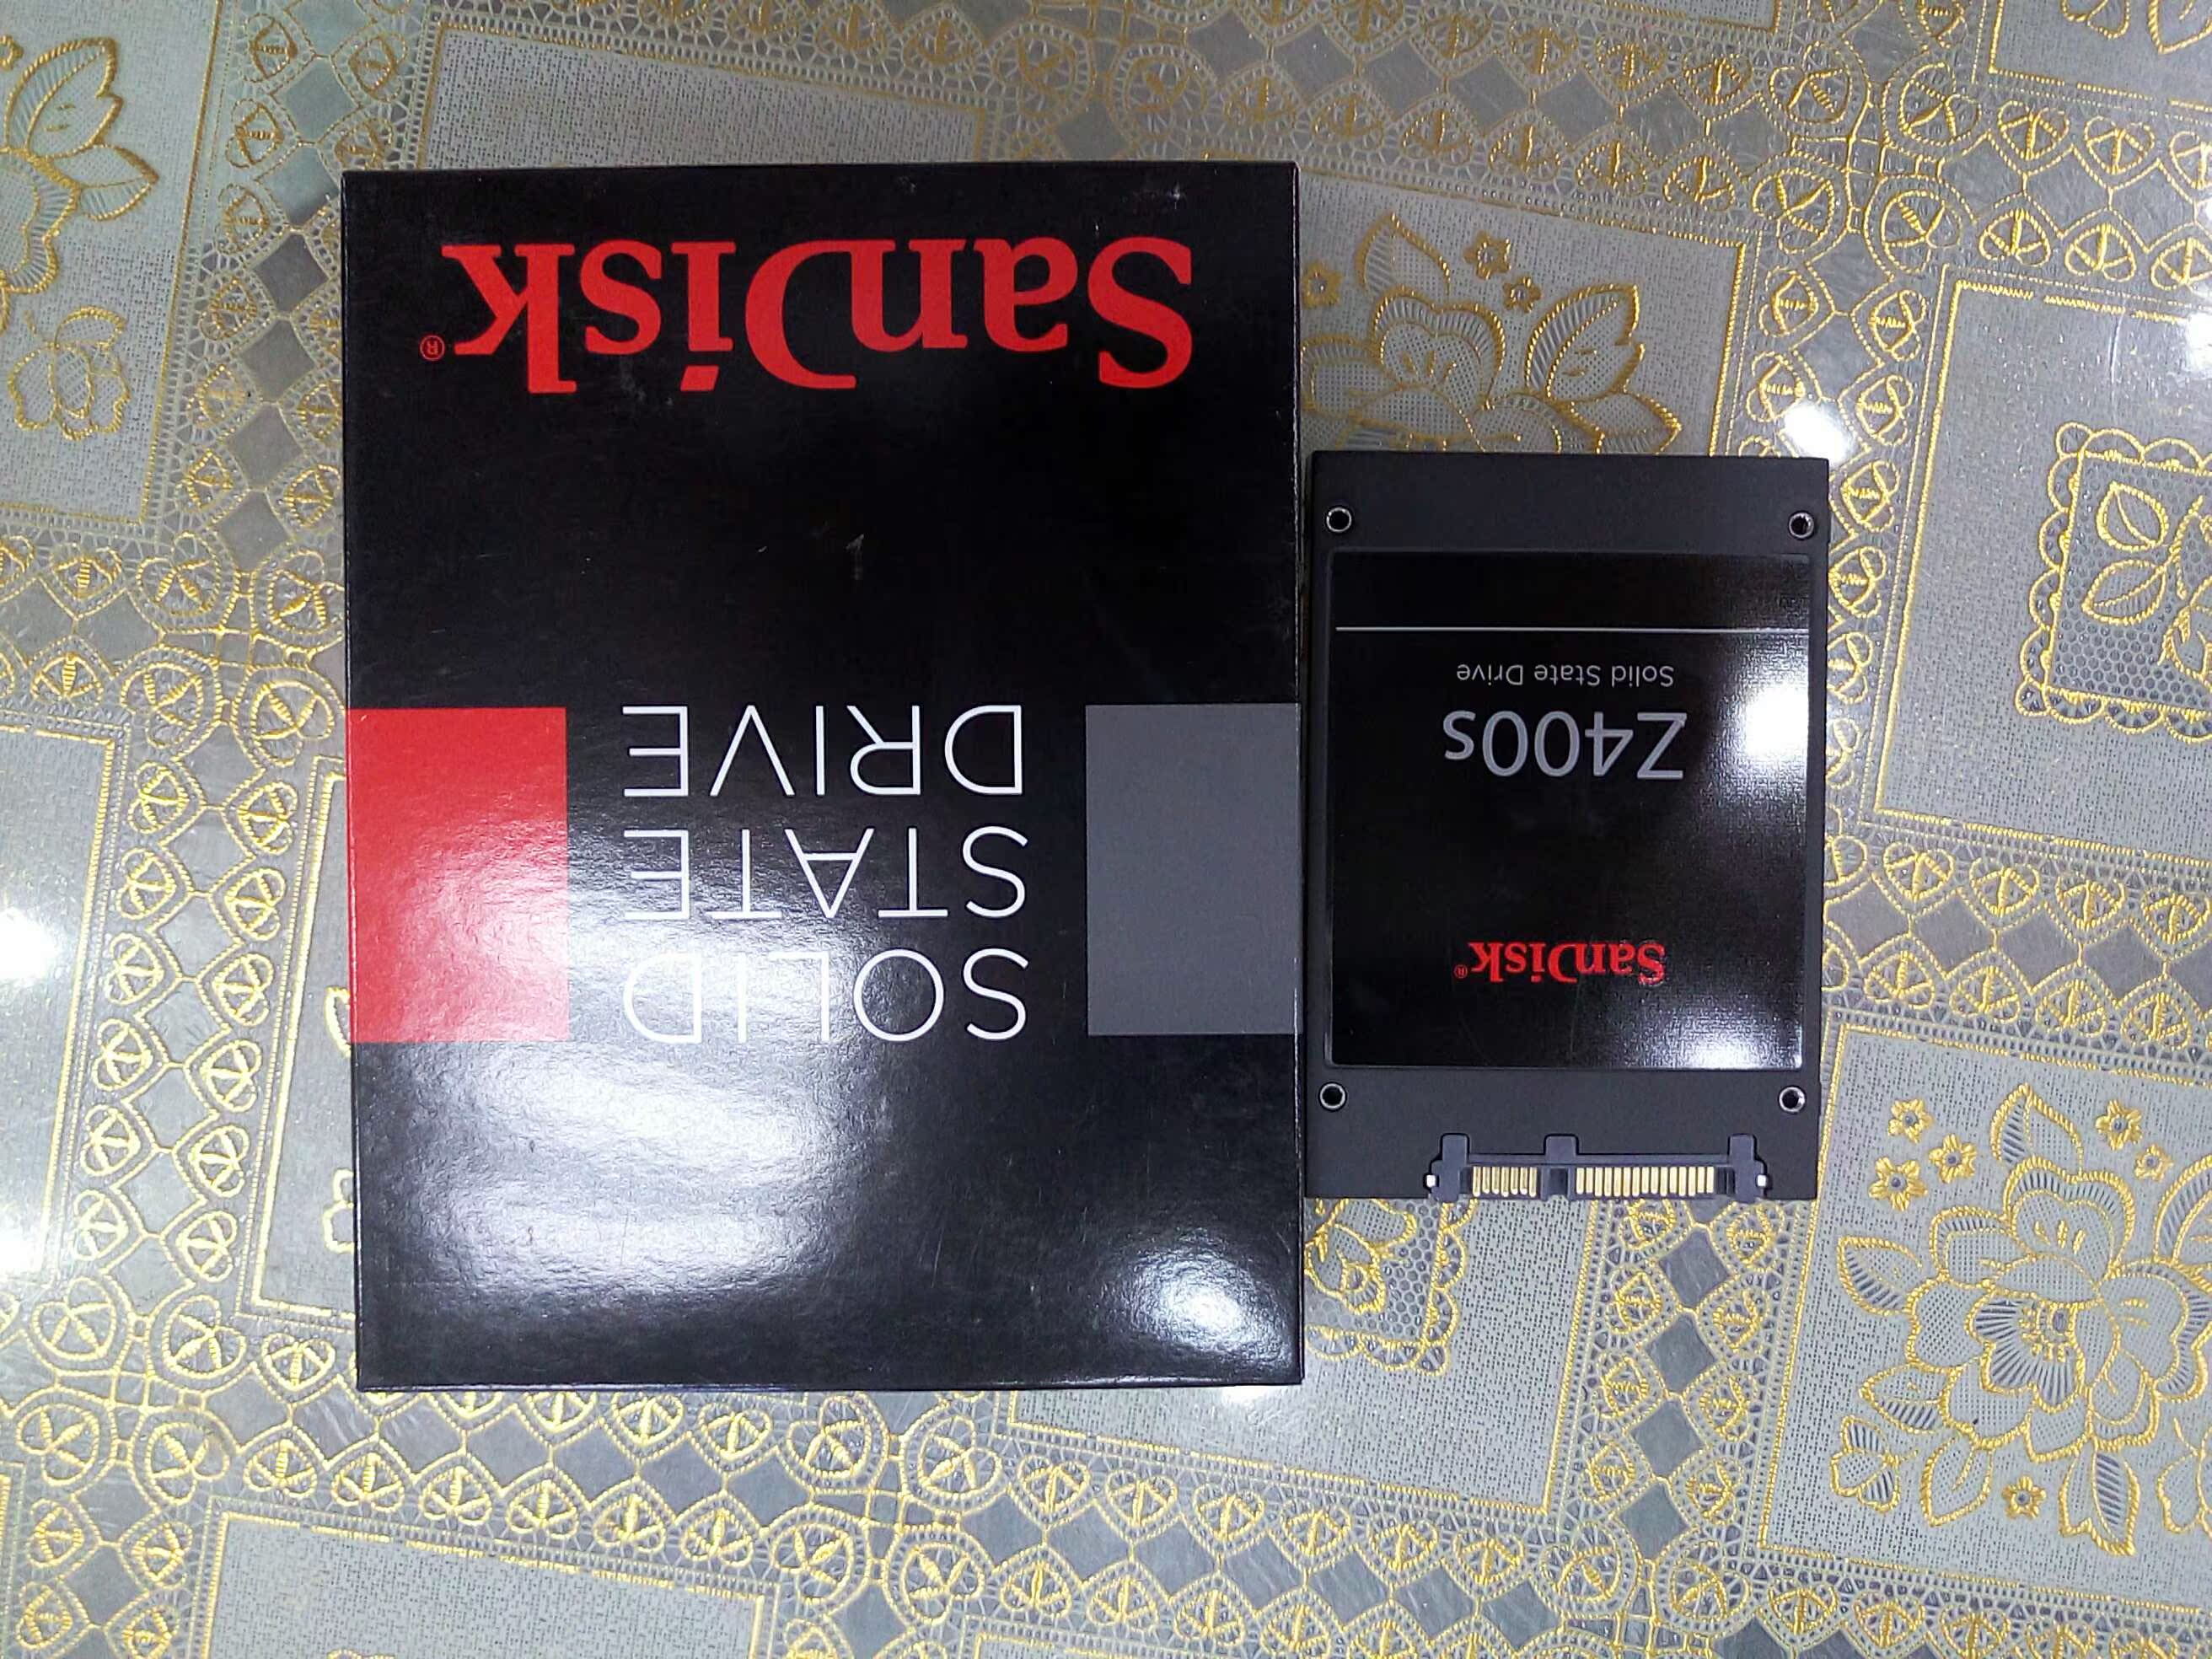 SanDisk®
SOLID
STATE
DRIVE
SanDisk®
Z400s
Solid State Drive